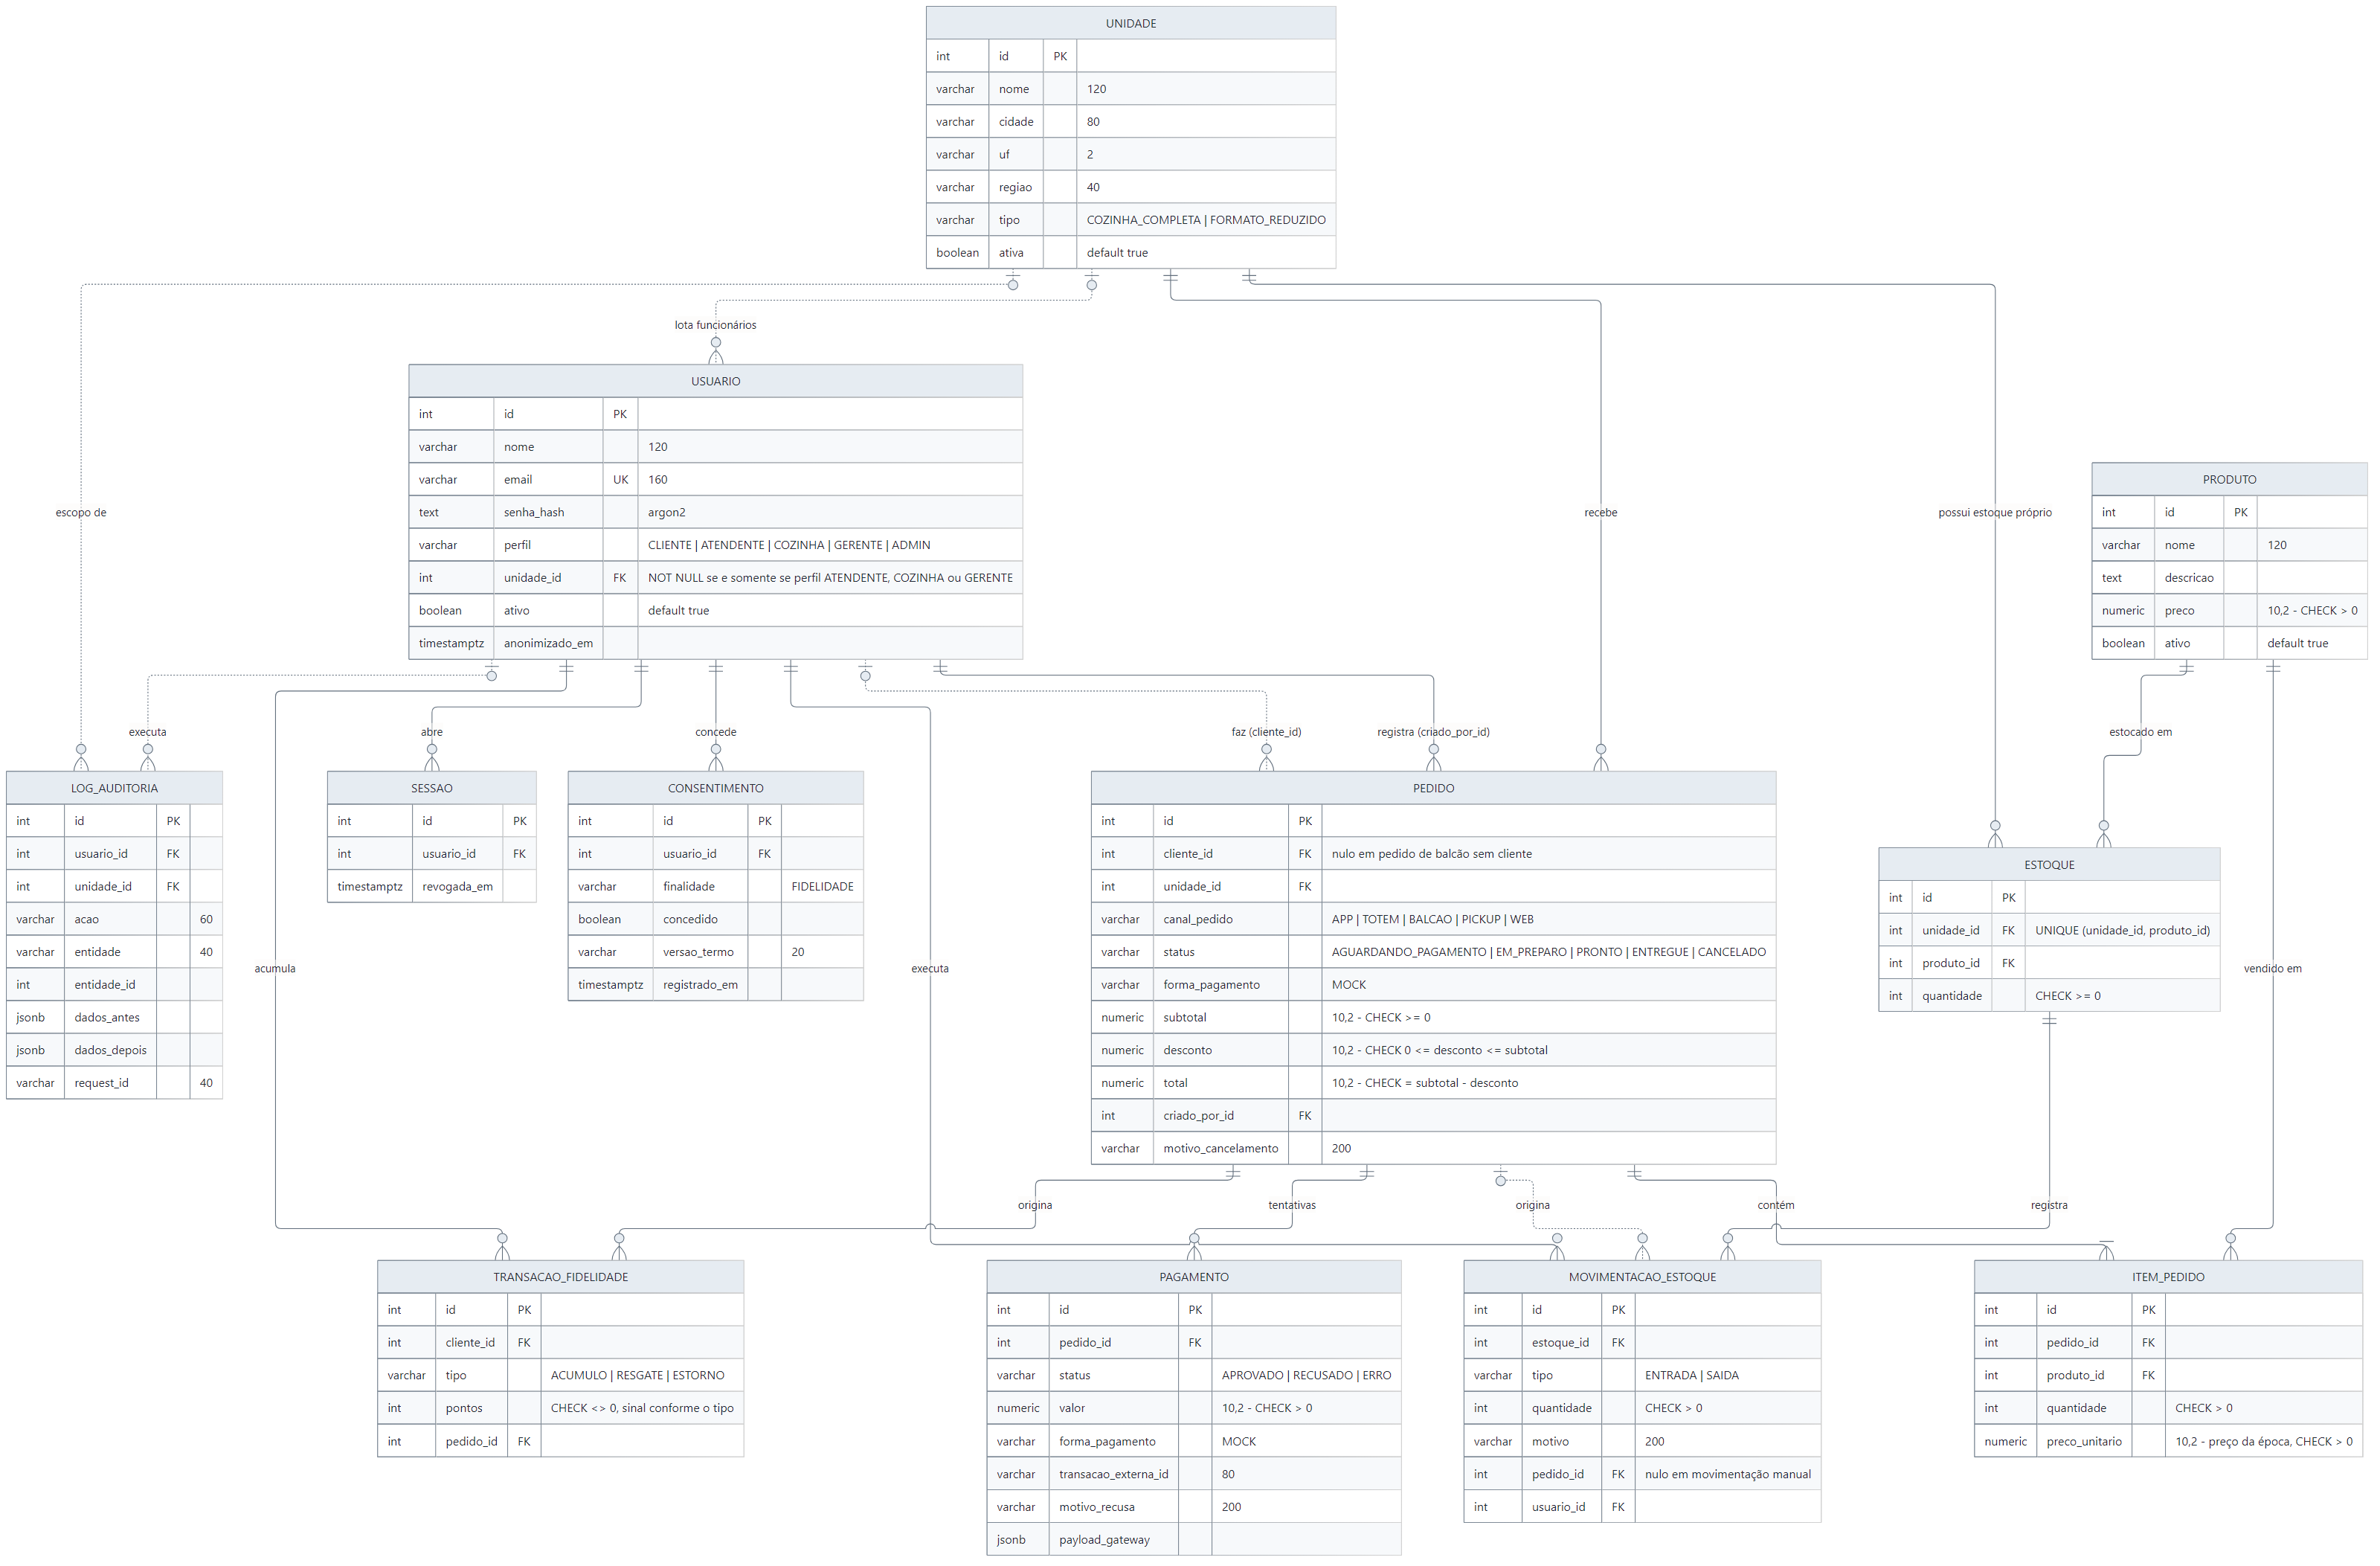 UNIDADE
int id PK
varchar nome 120
varchar cidade 80
varchar uf 2
varchar regiao 40
varchar tipo COZINHA_COMPLETA | FORMATO_REDUZIDO
boolean ativa default true
lota funcionários
USUARIO
int id PK
varchar nome 120
varchar email UK 160
text senha_hash argon2
varchar perfil CLIENTE | ATENDENTE | COZINHA | GERENTE | ADMIN
int unidade_id FK NOT NULL se e somente se perfil ATENDENTE, COZINHA ou GERENTE
boolean ativo default true
timestamptz anonimizado_em
escopo de
recebe
possui estoque próprio
PRODUTO
int id PK
varchar nome 120
text descricao
numeric preco 10,2 - CHECK > 0
boolean ativo default true
executa
abre
concede
faz (cliente_id)
registra (criado_por_id)
estocado em
LOG_AUDITORIA
int id PK
int usuario_id FK
int unidade_id FK
varchar acao 60
varchar entidade 40
int entidade_id
jsonb dados_antes
jsonb dados_depois
varchar request_id 40
SESSAO
int id PK
int usuario_id FK
timestamptz revogada_em
CONSENTIMENTO
int id PK
int usuario_id FK
varchar finalidade FIDELIDADE
boolean concedido
varchar versao_termo 20
timestamptz registrado_em
PEDIDO
int id PK
int cliente_id FK nulo em pedido de balcão sem cliente
int unidade_id FK
varchar canal_pedido APP | TOTEM | BALCAO | PICKUP | WEB
varchar status AGUARDANDO_PAGAMENTO | EM_PREPARO | PRONTO | ENTREGUE | CANCELADO
varchar forma_pagamento MOCK
numeric subtotal 10,2 - CHECK >= 0
numeric desconto 10,2 - CHECK 0 <= desconto <= subtotal
numeric total 10,2 - CHECK = subtotal - desconto
int criado_por_id FK
varchar motivo_cancelamento 200
ESTOQUE
int id PK
int unidade_id FK UNIQUE (unidade_id, produto_id)
int produto_id FK
int quantidade CHECK >= 0
acumula
executa
vendido em
origina
tentativas
origina
contém
registra
TRANSACAO_FIDELIDADE
int id PK
int cliente_id FK
varchar tipo ACUMULO | RESGATE | ESTORNO
int pontos CHECK <> 0, sinal conforme o tipo
int pedido_id FK
PAGAMENTO
int id PK
int pedido_id FK
varchar status APROVADO | RECUSADO | ERRO
numeric valor 10,2 - CHECK > 0
varchar forma_pagamento MOCK
varchar transacao_externa_id 80
varchar motivo_recusa 200
jsonb payload_gateway
MOVIMENTACAO_ESTOQUE
int id PK
int estoque_id FK
varchar tipo ENTRADA | SAIDA
int quantidade CHECK > 0
varchar motivo 200
int pedido_id FK nulo em movimentação manual
int usuario_id FK
ITEM_PEDIDO
int id PK
int pedido_id FK
int produto_id FK
int quantidade CHECK > 0
numeric preco_unitario 10,2 - preço da época, CHECK > 0